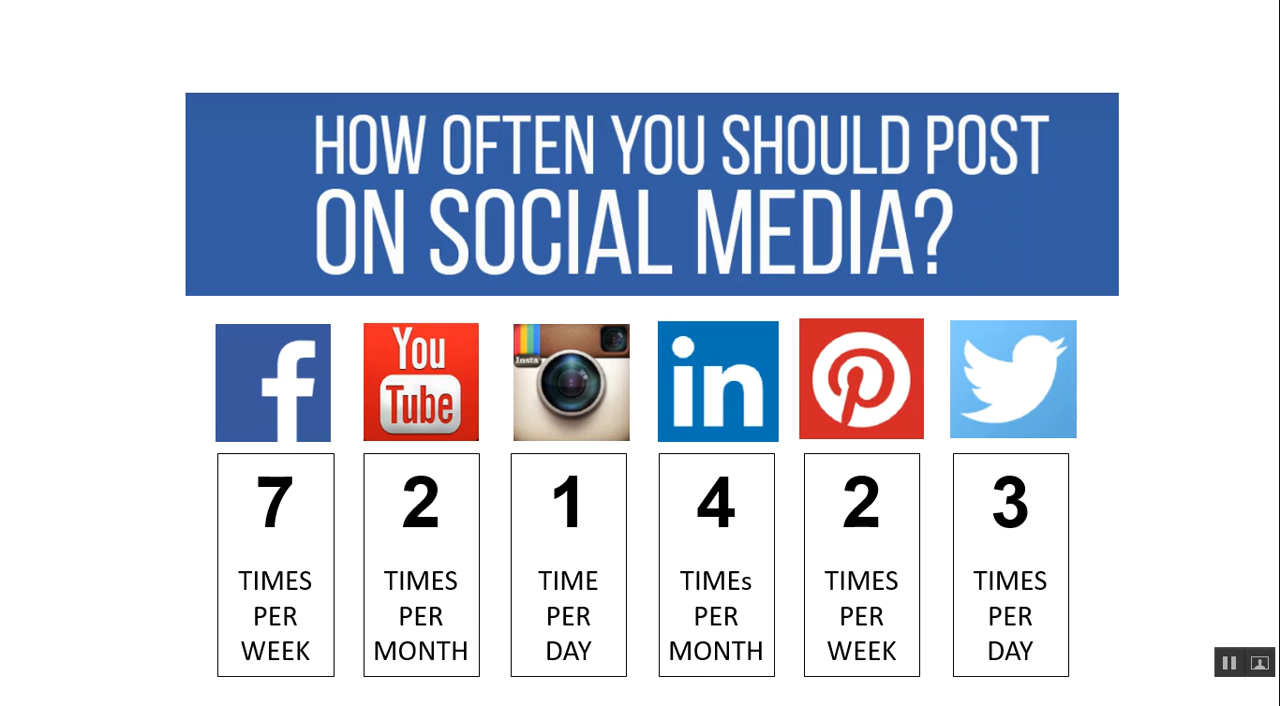 HOW OFTEN YOU SHOULD POST
ON SOCIAL MEDIA?
f
You
Tube
Insta
in
7
TIMES
PER
WEEK
2
TIMES
PER
MONTH
1
TIME
PER
DAY
4
TIMEs
PER
MONTH
2
TIMES
PER
WEEK
3
TIMES
PER
DAY